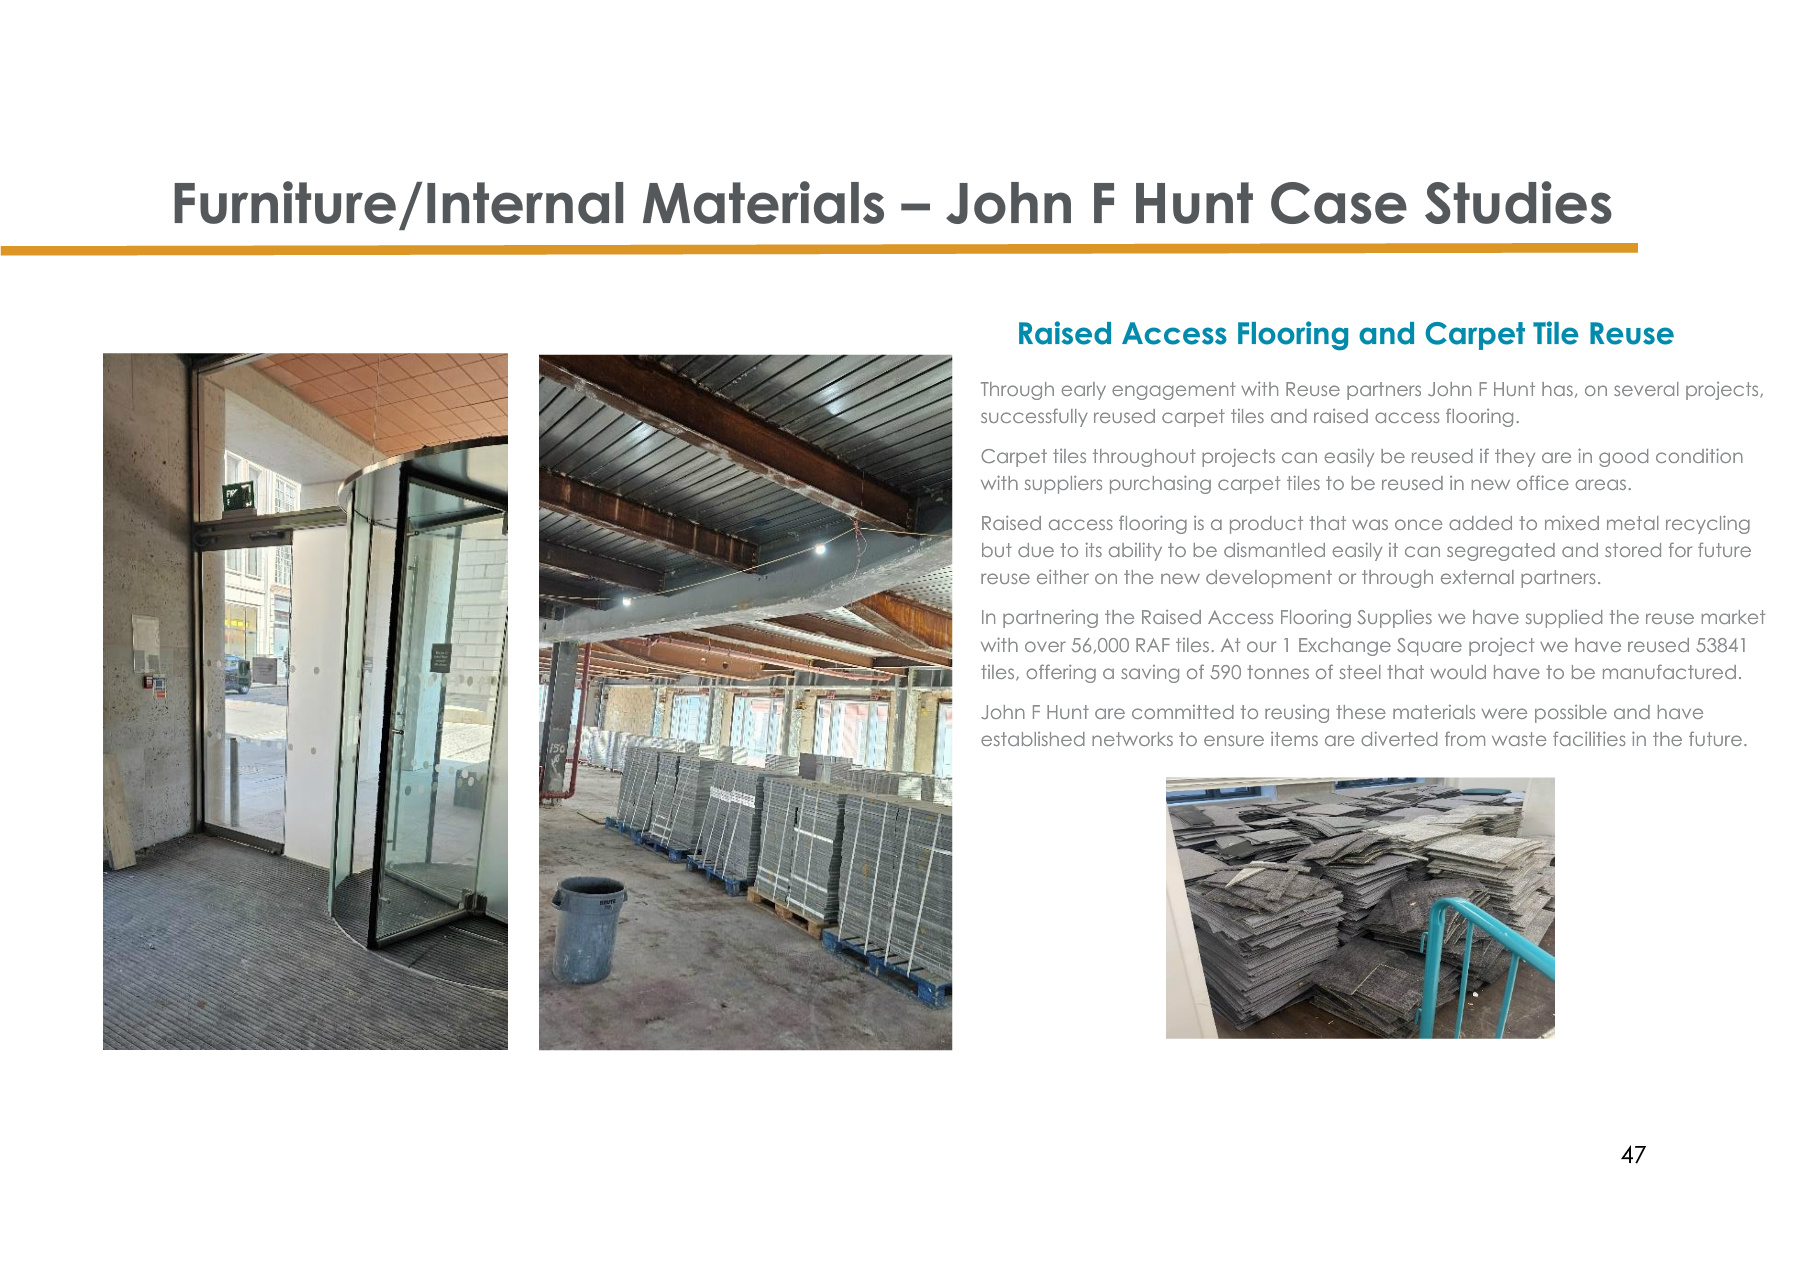 Furniture/Internal Materials – John F Hunt Case Studies
Raised Access Flooring and Carpet Tile Reuse
Through early engagement with Reuse partners John F Hunt has, on several projects,
successfully reused carpet tiles and raised access flooring.
Carpet tiles throughout projects can easily be reused if they are in good condition
with suppliers purchasing carpet tiles to be reused in new office areas.
Raised access flooring is a product that was once added to mixed metal recycling
but due to its ability to be dismantled easily it can segregated and stored for future
reuse either on the new development or through external partners.
In partnering the Raised Access Flooring Supplies we have supplied the reuse market
with over 56,000 RAF tiles. At our 1 Exchange Square project we have reused 53841
tiles, offering a saving of 590 tonnes of steel that would have to be manufactured.
John F Hunt are committed to reusing these materials were possible and have
established networks to ensure items are diverted from waste facilities in the future.
47